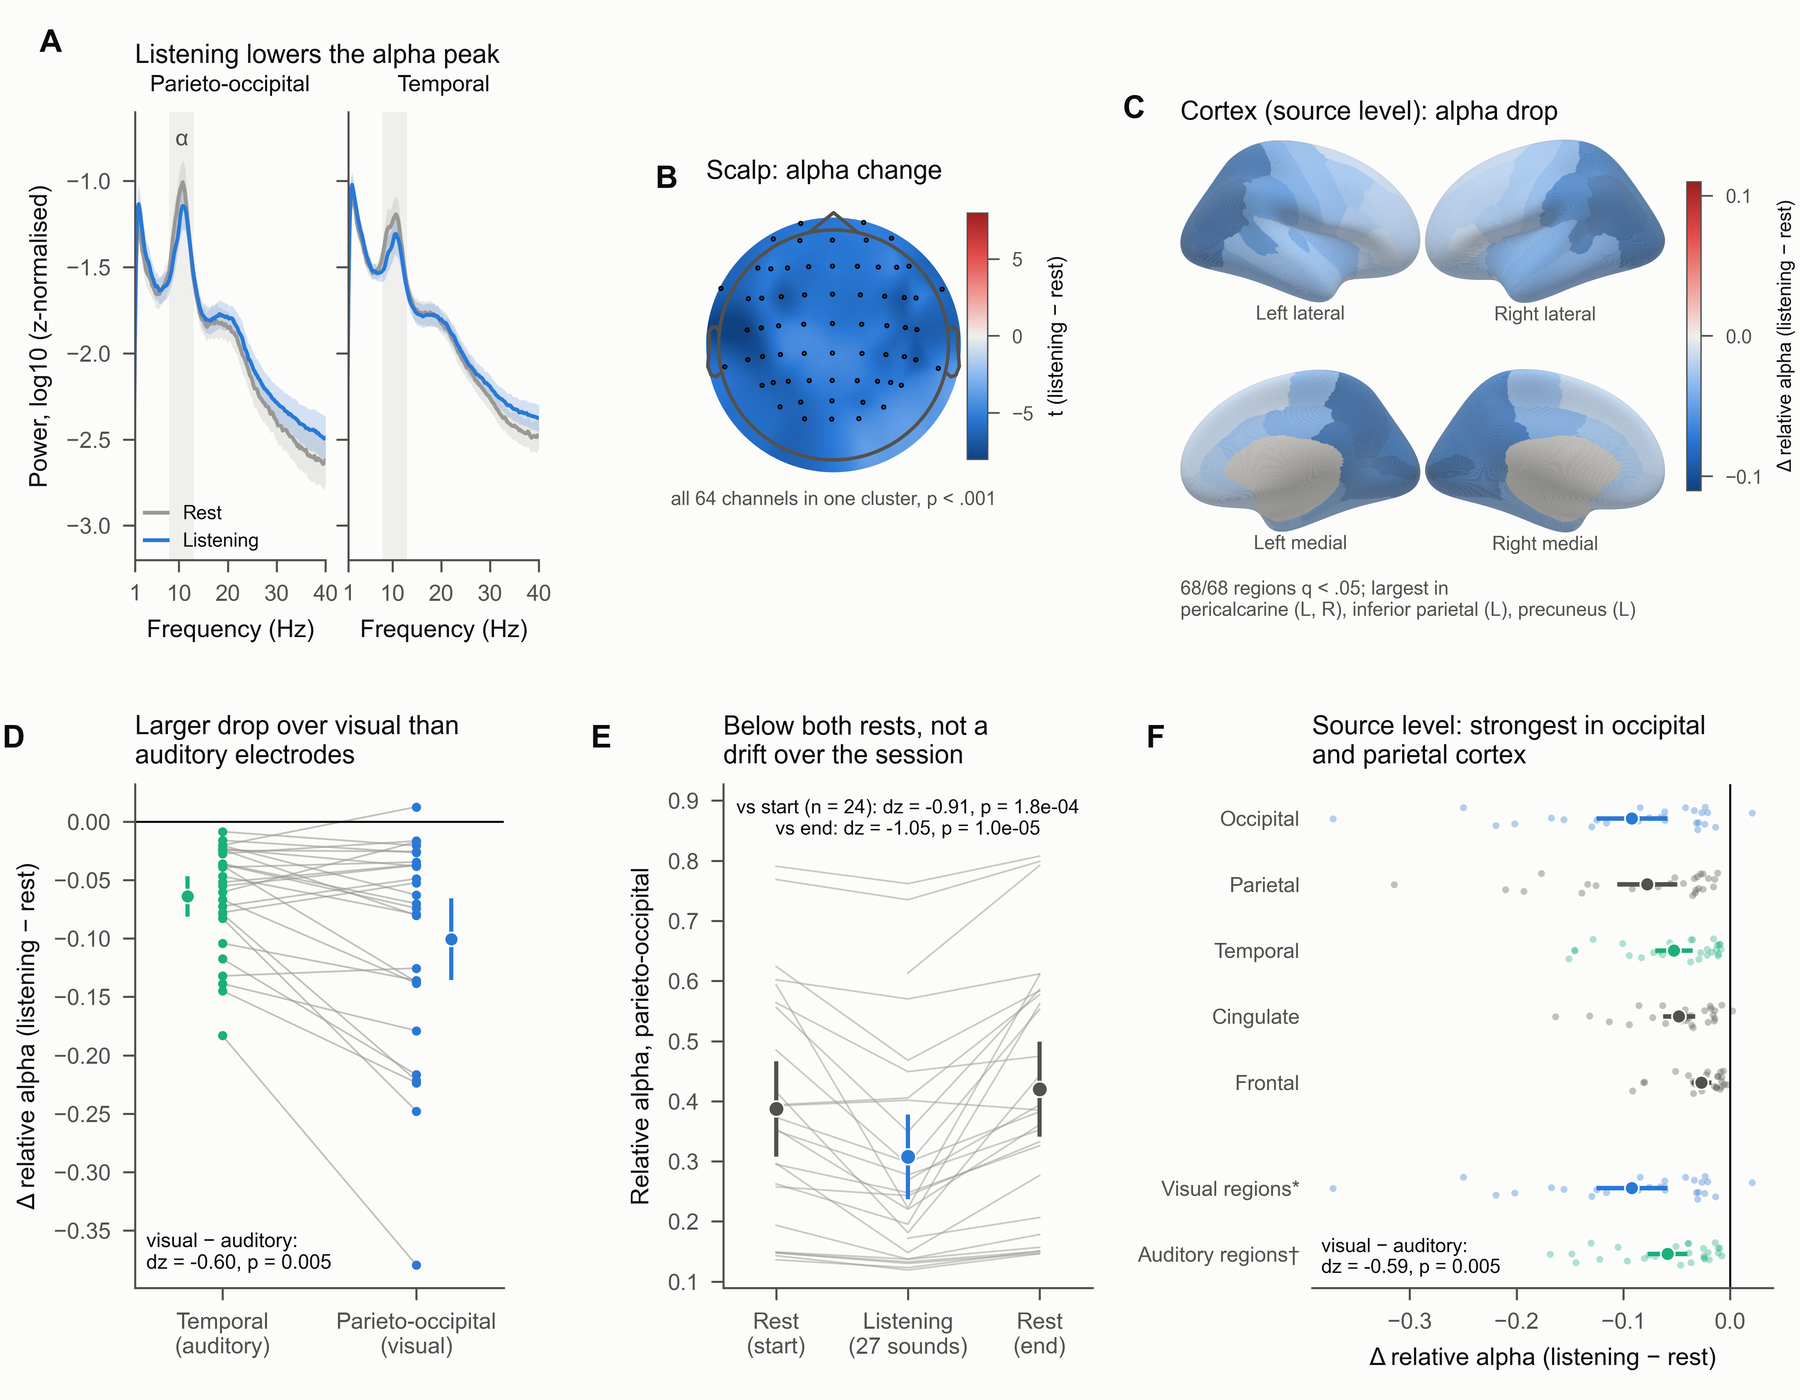 A
Listening lowers the alpha peak
Parieto-occipital
Temporal
α
−1.0
−1.5
−2.0
−2.5
−3.0
Power, log10 (z-normalised)
Rest
Listening
1 10 20 30 40
1 10 20 30 40
Frequency (Hz)
Frequency (Hz)
B
Scalp: alpha change
5
0
−5
t (listening − rest)
all 64 channels in one cluster, p < .001
C
Cortex (source level): alpha drop
Left lateral
Right lateral
Left medial
Right medial
0.1
0.0
−0.1
Δ relative alpha (listening − rest)
68/68 regions q < .05; largest in
pericalcarine (L, R), inferior parietal (L), precuneus (L)
D
Larger drop over visual than
auditory electrodes
0.00
−0.05
−0.10
−0.15
−0.20
−0.25
−0.30
−0.35
Δ relative alpha (listening − rest)
visual − auditory:
dz = -0.60, p = 0.005
Temporal
(auditory)
Parieto-occipital
(visual)
E
Below both rests, not a
drift over the session
vs start (n = 24): dz = -0.91, p = 1.8e-04
vs end: dz = -1.05, p = 1.0e-05
0.9
0.8
0.7
0.6
0.5
0.4
0.3
0.2
0.1
Relative alpha, parieto-occipital
Rest
(start)
Listening
(27 sounds)
Rest
(end)
F
Source level: strongest in occipital
and parietal cortex
Occipital
Parietal
Temporal
Cingulate
Frontal
Visual regions*
Auditory regions†
visual − auditory:
dz = -0.59, p = 0.005
−0.3
−0.2
−0.1
0.0
Δ relative alpha (listening − rest)